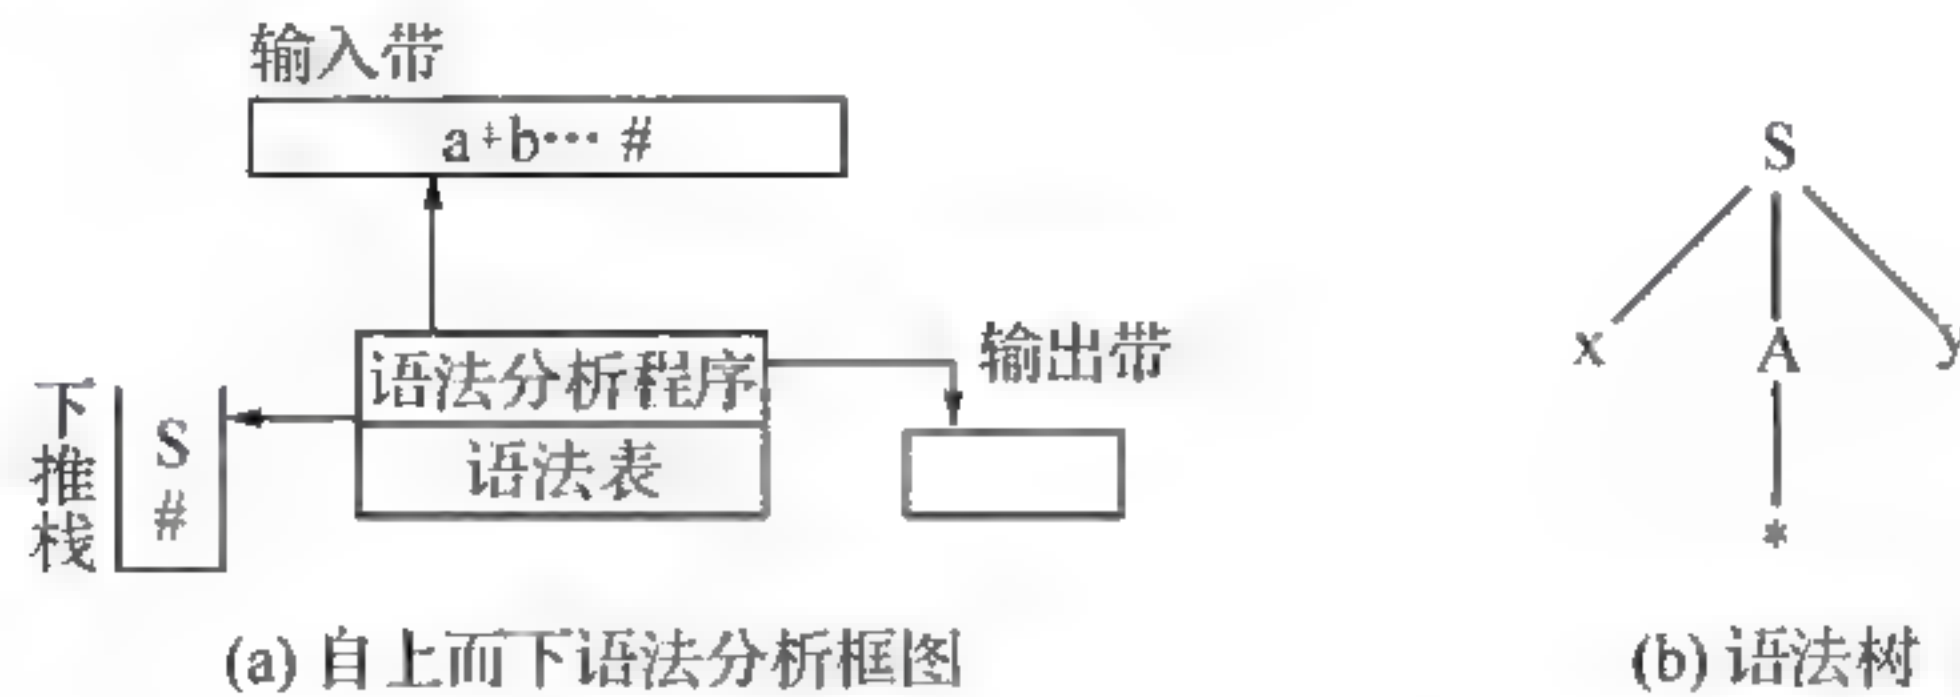 输入带
a+b… #
S
语法分析程序
输出带
x
A
y
下推栈
S
#
语法表
*
(a) 自上而下语法分析框图
(b) 语法树